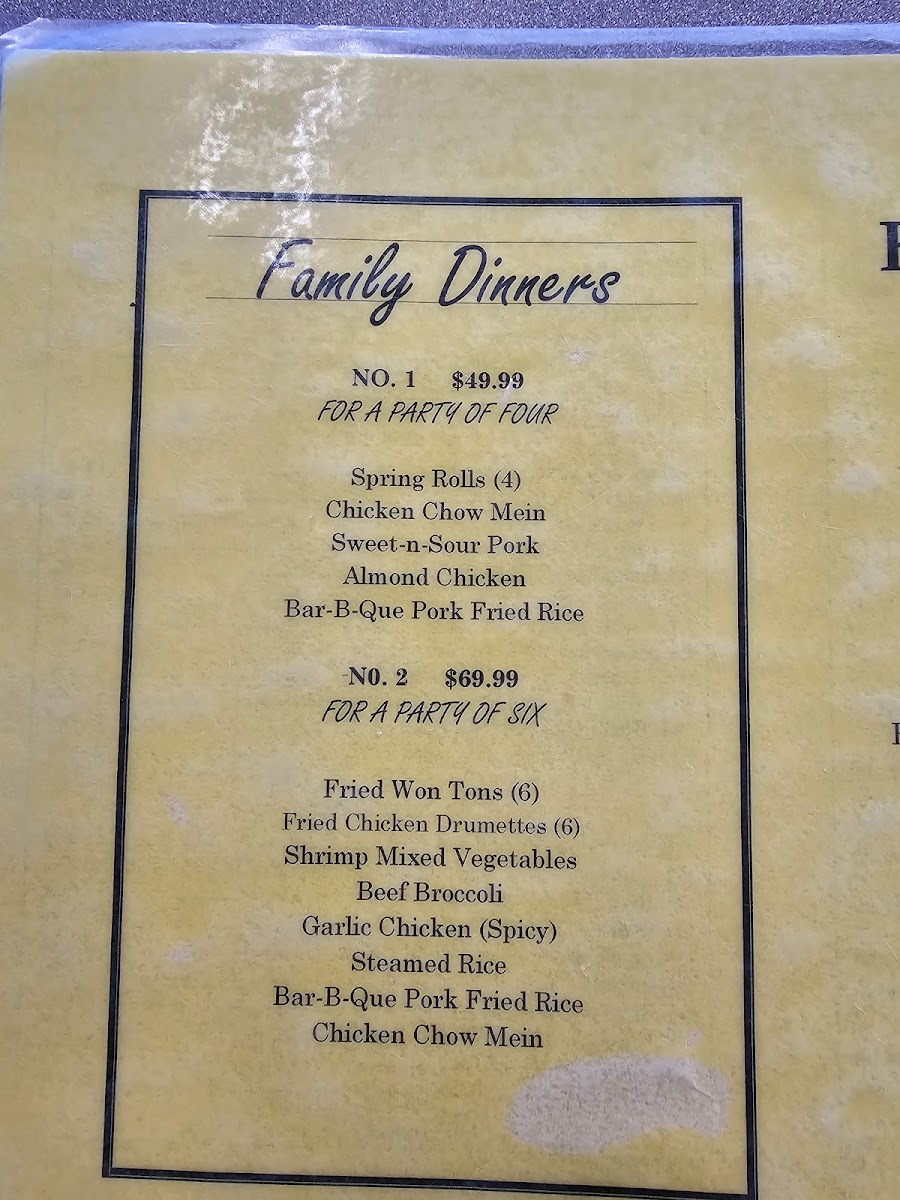 Family Dinners
NO. 1 $49.99
FOR A PARTY OF FOUR
Spring Rolls (4)
Chicken Chow Mein
Sweet-n-Sour Pork
Almond Chicken
Bar-B-Que Pork Fried Rice
N0. 2 $69.99
FOR A PARTY OF SIX
Fried Won Tons (6)
Fried Chicken Drumettes (6)
Shrimp Mixed Vegetables
Beef Broccoli
Garlic Chicken (Spicy)
Steamed Rice
Bar-B-Que Pork Fried Rice
Chicken Chow Mein